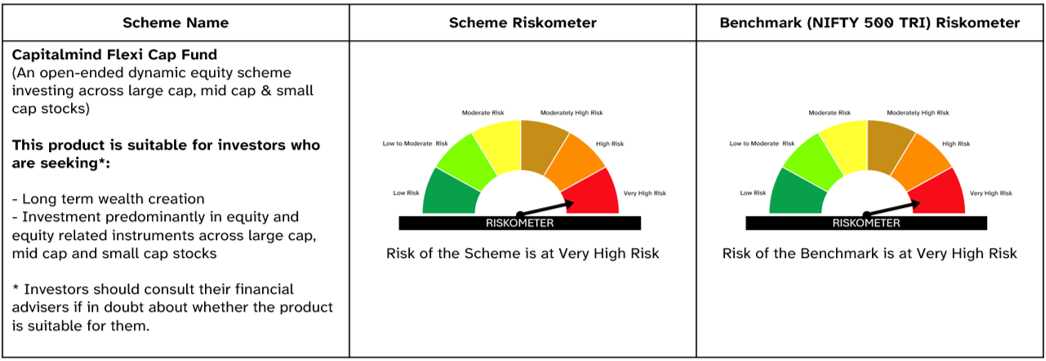 Scheme Name
Scheme Riskometer
Benchmark (NIFTY 500 TRI) Riskometer
Capitalmind Flexi Cap Fund
(An open-ended dynamic equity scheme
investing across large cap, mid cap & small
cap stocks)
This product is suitable for investors who
are seeking*:
- Long term wealth creation
- Investment predominantly in equity and
equity related instruments across large cap,
mid cap and small cap stocks
* Investors should consult their financial
advisers if in doubt about whether the product
is suitable for them.
Moderate Risk
Moderately High Risk
Low to Moderate Risk
High Risk
Low Risk
Very High Risk
RISKOMETER
Risk of the Scheme is at Very High Risk
Moderate Risk
Moderately High Risk
Low to Moderate Risk
High Risk
Low Risk
Very High Risk
RISKOMETER
Risk of the Benchmark is at Very High Risk